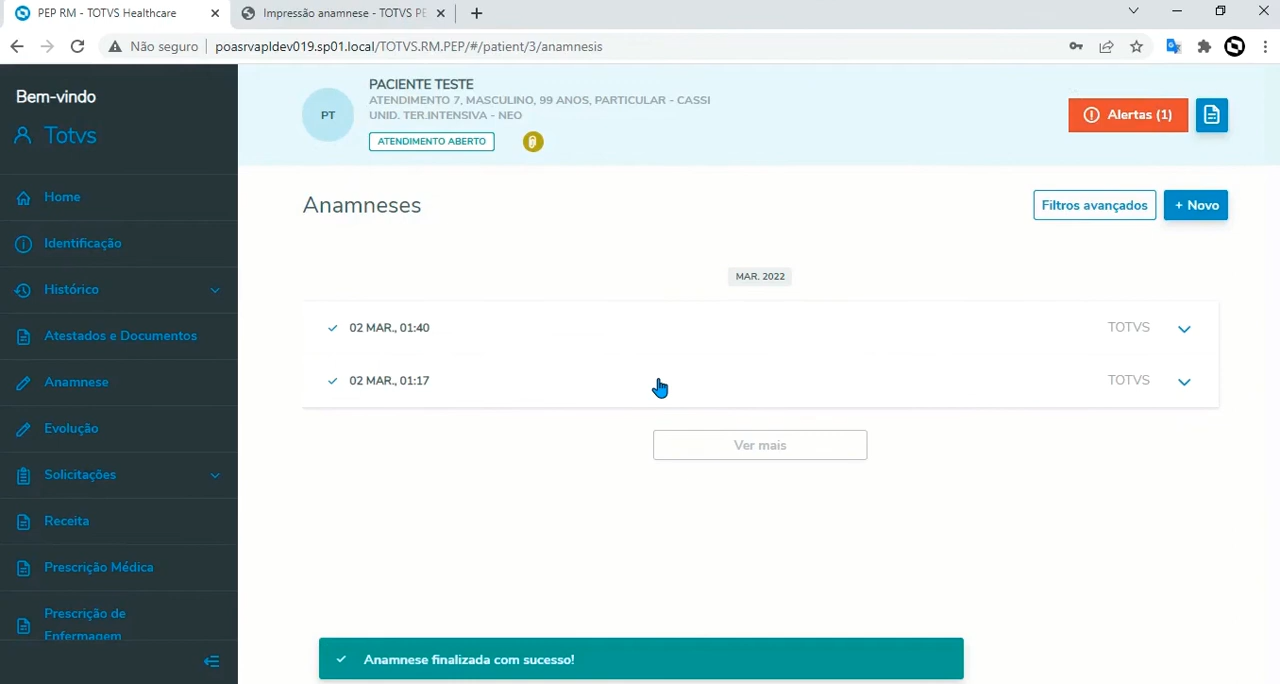 PEP RM - TOTVS Healthcare
Impressão anamnese - TOTVS PE
Não seguro
poasrvapldev019.sp01.local/TOTVS.RM.PEP/#/patient/3/anamnesis
Bem-vindo
Totvs
Home
Identificação
Histórico
Atestados e Documentos
Anamnese
Evolução
Solicitações
Receita
Prescrição Médica
Prescrição de
Enfermagem
PT
PACIENTE TESTE
ATENDIMENTO 7, MASCULINO, 99 ANOS, PARTICULAR - CASSI
UNID. TER.INTENSIVA - NEO
ATENDIMENTO ABERTO
Alertas (1)
Anamneses
Filtros avançados
+ Novo
MAR. 2022
02 MAR., 01:40
TOTVS
02 MAR., 01:17
TOTVS
Ver mais
Anamnese finalizada com sucesso!